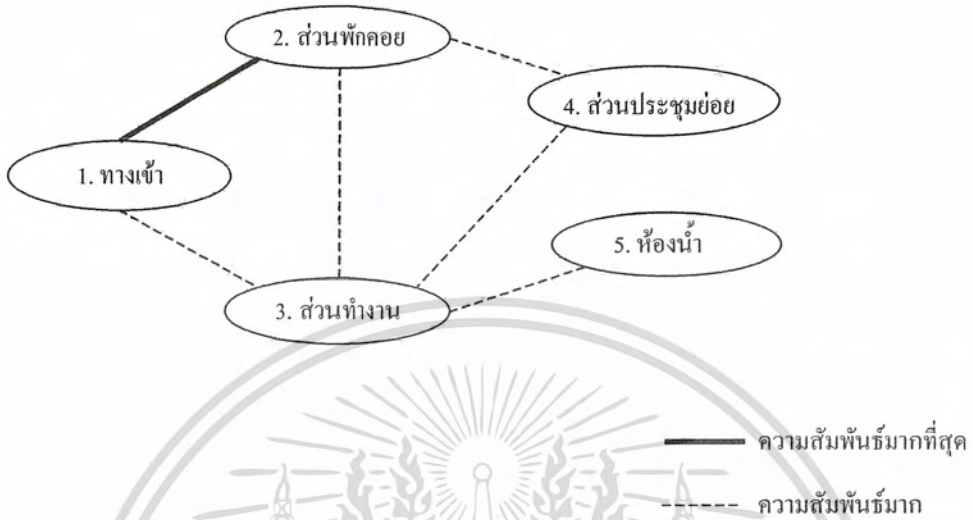 2. ส่วนพักคอย
4. ส่วนประชุมย่อย
1. ทางเข้า
5. ห้องน้ำ
3. ส่วนทำงาน
ความสัมพันธ์มากที่สุด
ความสัมพันธ์มาก